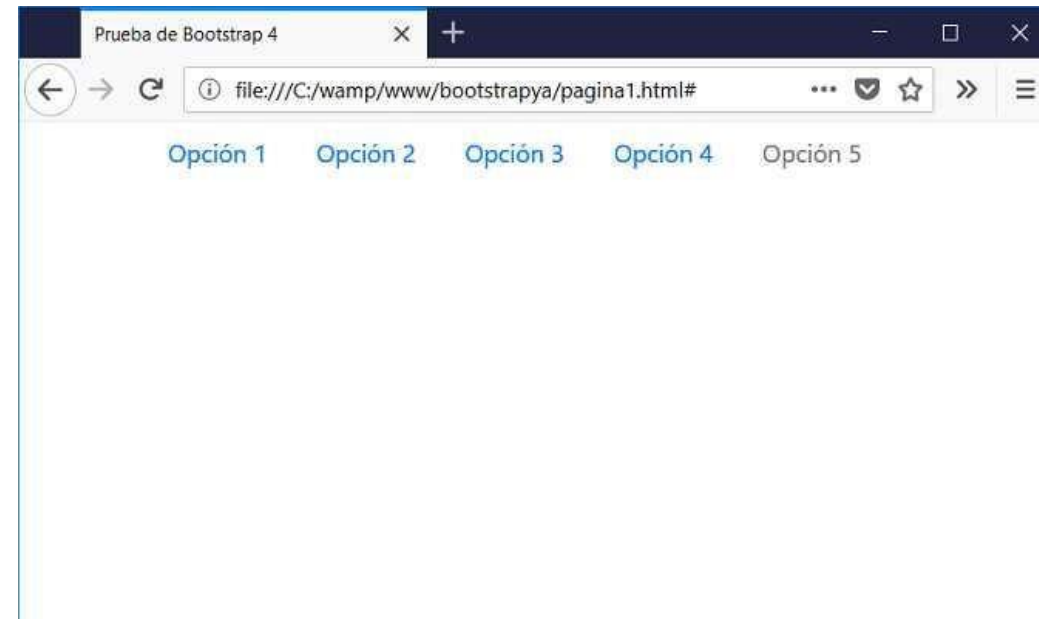 Prueba de Bootstrap 4
file:///C:/wamp/www/bootstrapya/pagina1.html#
Opción 1 Opción 2 Opción 3 Opción 4 Opción 5